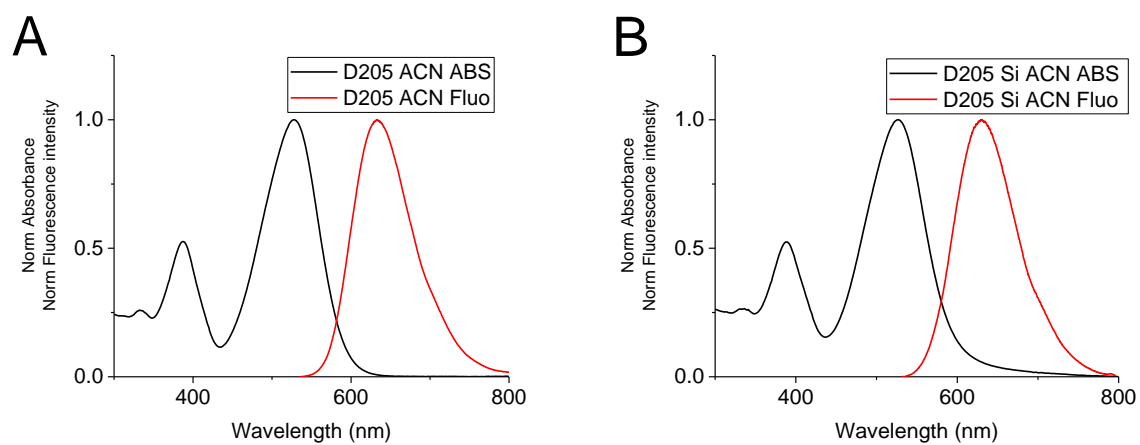 A
D205 ACN ABS
D205 ACN Fluo
Norm Absorbance
Norm Fluorescence intensity
1.0
0.5
0.0
400
600
800
Wavelength (nm)
B
D205 Si ACN ABS
D205 Si ACN Fluo
Norm Absorbance
Norm Fluorescence intensity
1.0
0.5
0.0
400
600
800
Wavelength (nm)